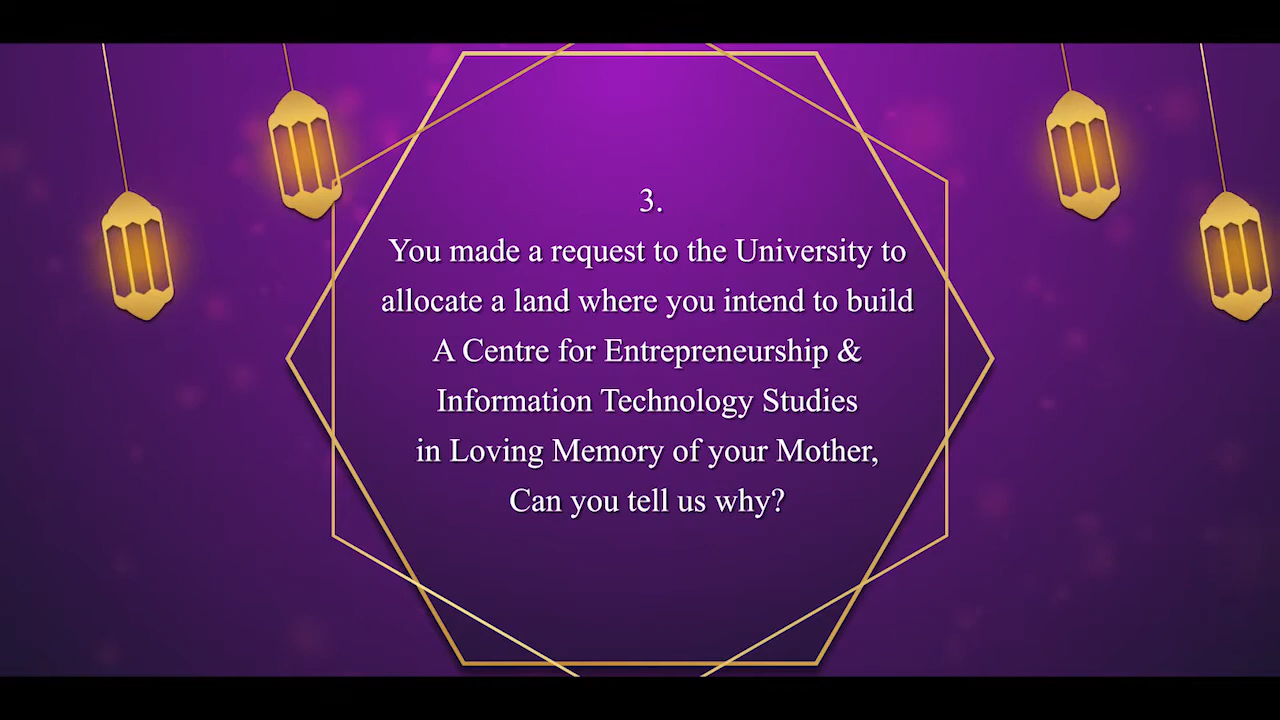 3.
You made a request to the University to
allocate a land where you intend to build
A Centre for Entrepreneurship &
Information Technology Studies
in Loving Memory of your Mother,
Can you tell us why?